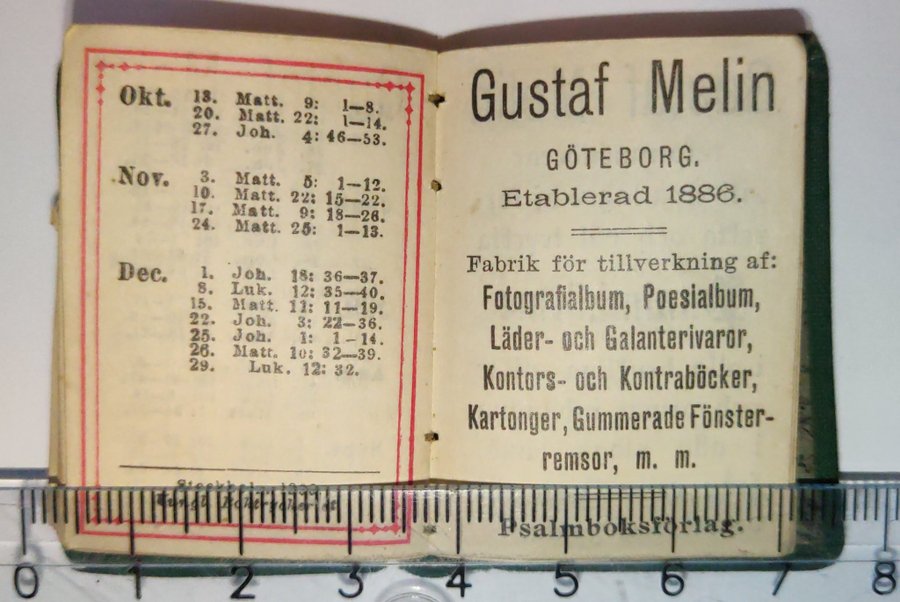 Okt. 13. Matt. 9: 1—8.
20. Matt. 22: 1—14.
27. Joh. 4: 46—53.
Nov. 3. Matt. 5: 1—12.
10. Matt. 22: 15—22.
17. Matt. 9: 18—26.
24. Matt. 25: 1—13.
Dec. 1. Joh. 18: 36—37.
8. Luk. 12: 35—40.
15. Matt. 11: 11—19.
22. Joh. 3: 22—36.
25. Joh. 1: 1—14.
26. Matt. 10: 32—39.
29. Luk. 12: 32.
Gustaf Melin
GÖTEBORG.
Etablerad 1886.
Fabrik för tillverkning af:
Fotografialbum, Poesialbum,
Läder- och Galanterivaror,
Kontors- och Kontraböcker,
Kartonger, Gummerade Fönster-
remsor, m. m.
Psalmboksförlag.
0 1 2 3 4 5 6 7 8